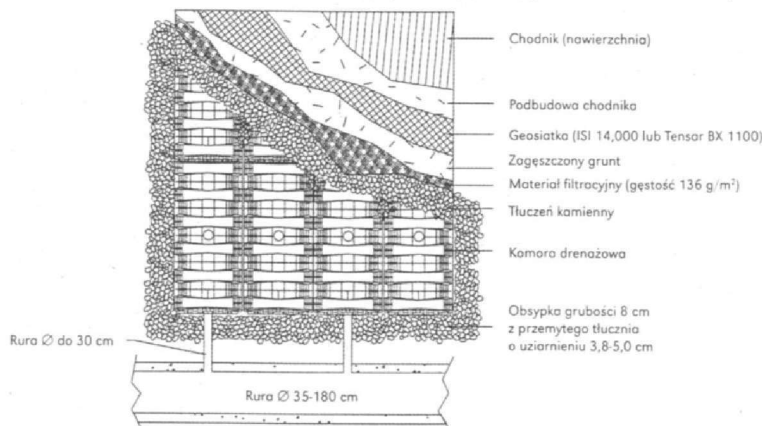 Chodnik (nawierzchnia)
Podbudowa chodnika
Geosiatka (ISI 14,000 lub Tensar BX 1100)
Zagęszczony grunt
Materiał filtracyjny (gęstość 136 g/m²)
Tłuczeń kamienny
Komora drenażowa
Obsypka grubości 8 cm
z przemytego tłucznia
o uziarnieniu 3,8-5,0 cm
Rura Ø do 30 cm
Rura Ø 35-180 cm